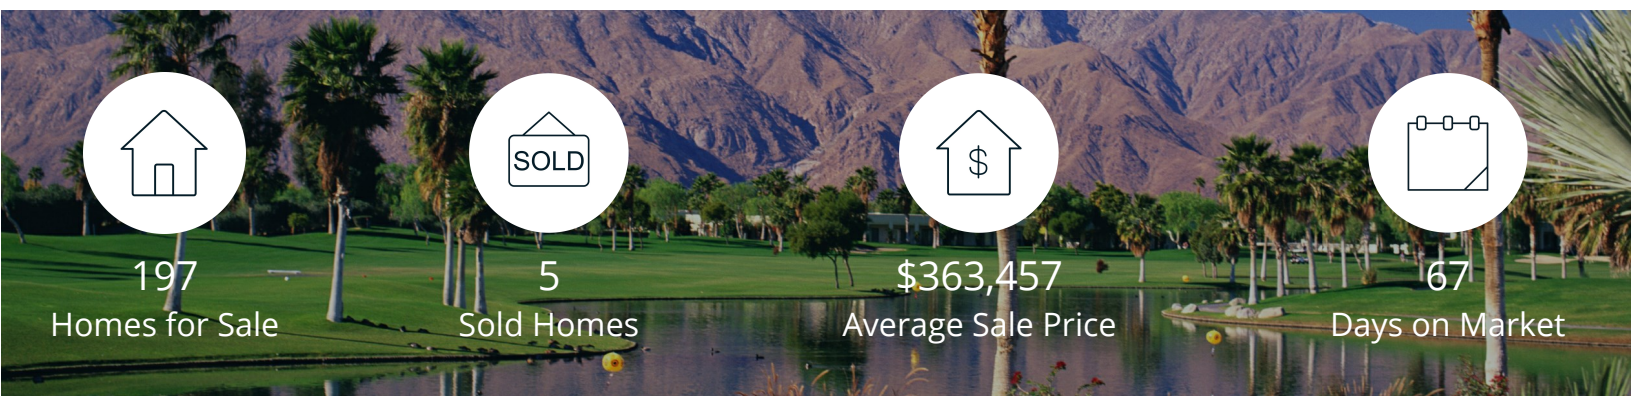 SOLD
$
197
5
$363,457
67
Homes for Sale
Sold Homes
Average Sale Price
Days on Market